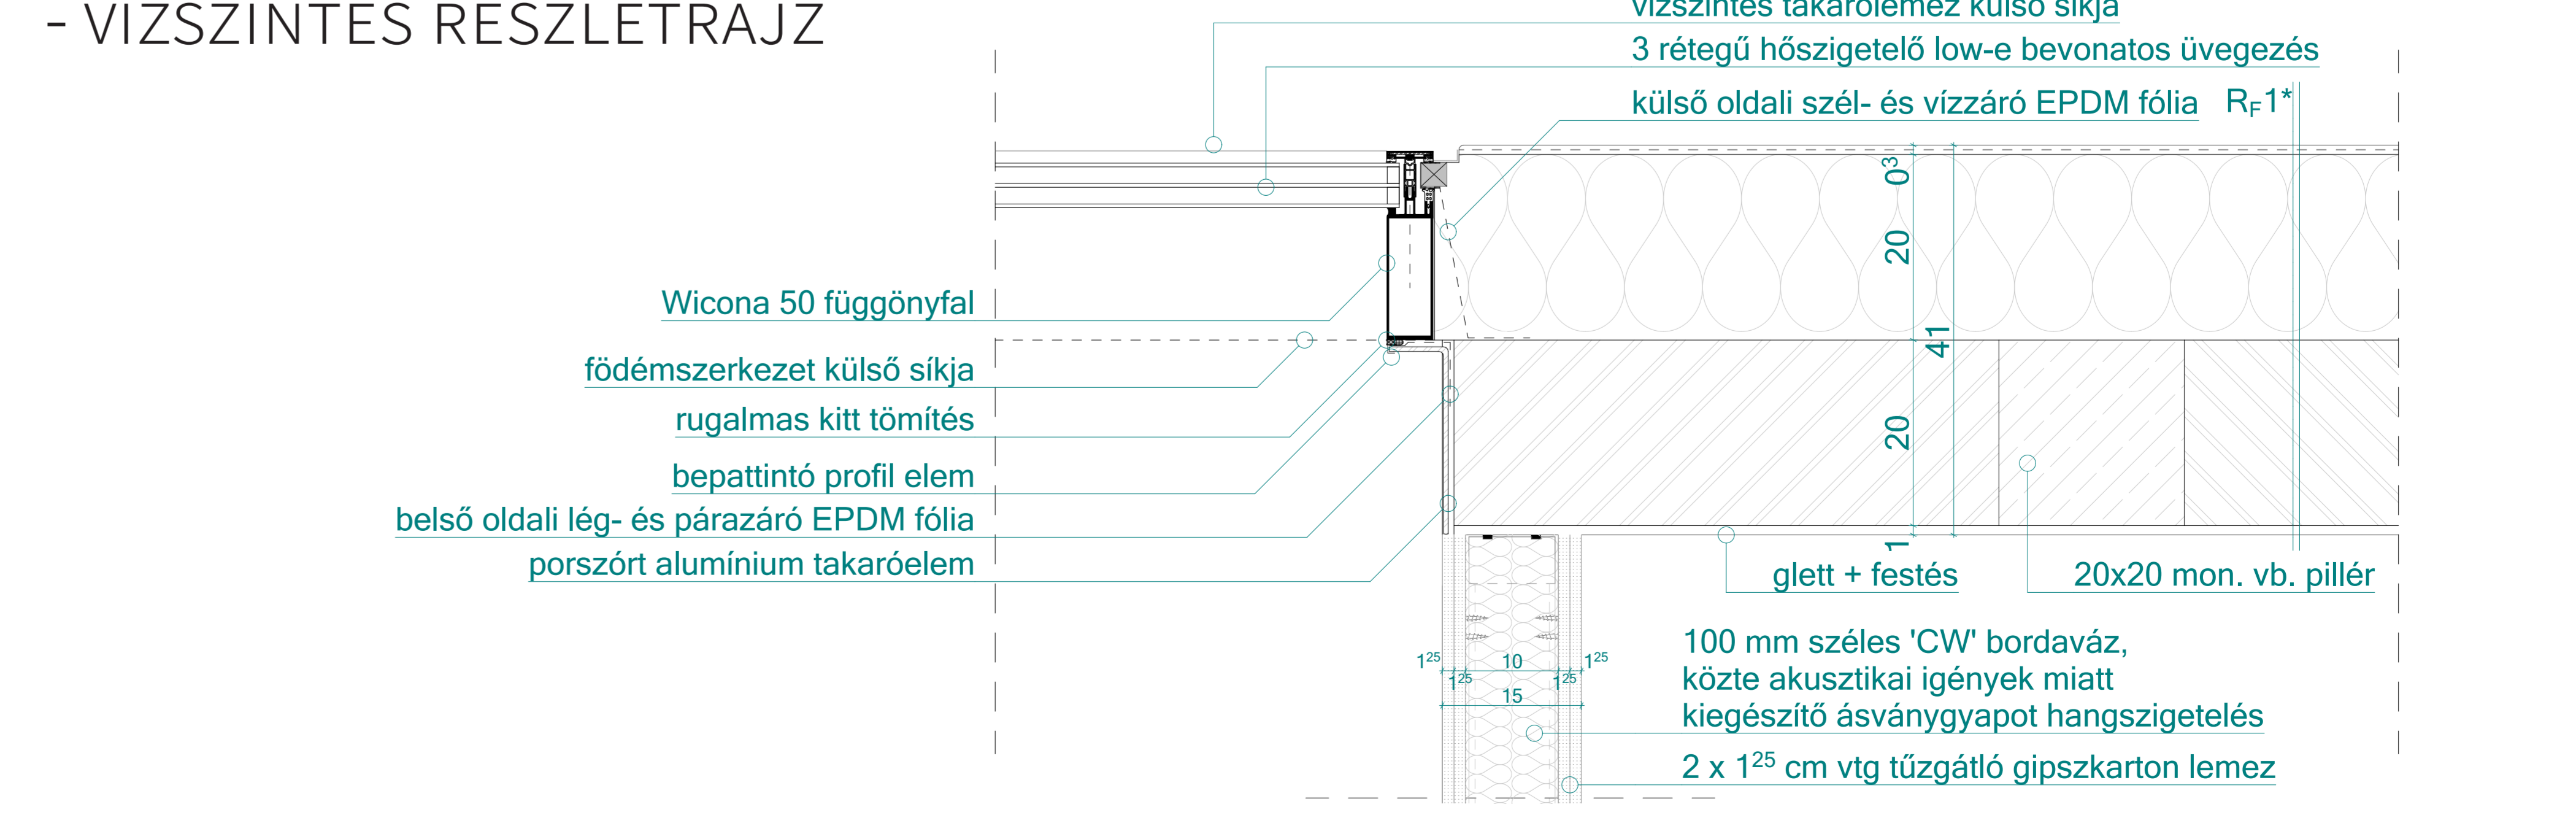 - VÍZSZINTES RÉSZLETRAJZ
vízszintes takarólemez külső síkja
3 rétegű hőszigetelő low-e bevonatos üvegezés
külső oldali szél- és vízzáró EPDM fólia RF1*
0³
20
41
20
1
Wicona 50 függönyfal
födémszerkezet külső síkja
rugalmas kitt tömítés
bepattintó profil elem
belső oldali lég- és párazáró EPDM fólia
porszórt alumínium takaróelem
glett + festés
20x20 mon. vb. pillér
1²⁵ 10 1²⁵
1²⁵ 1²⁵
15
100 mm széles 'CW' bordaváz,
közte akusztikai igények miatt
kiegészítő ásványgyapot hangszigetelés
2 x 1²⁵ cm vtg tűzgátló gipszkarton lemez